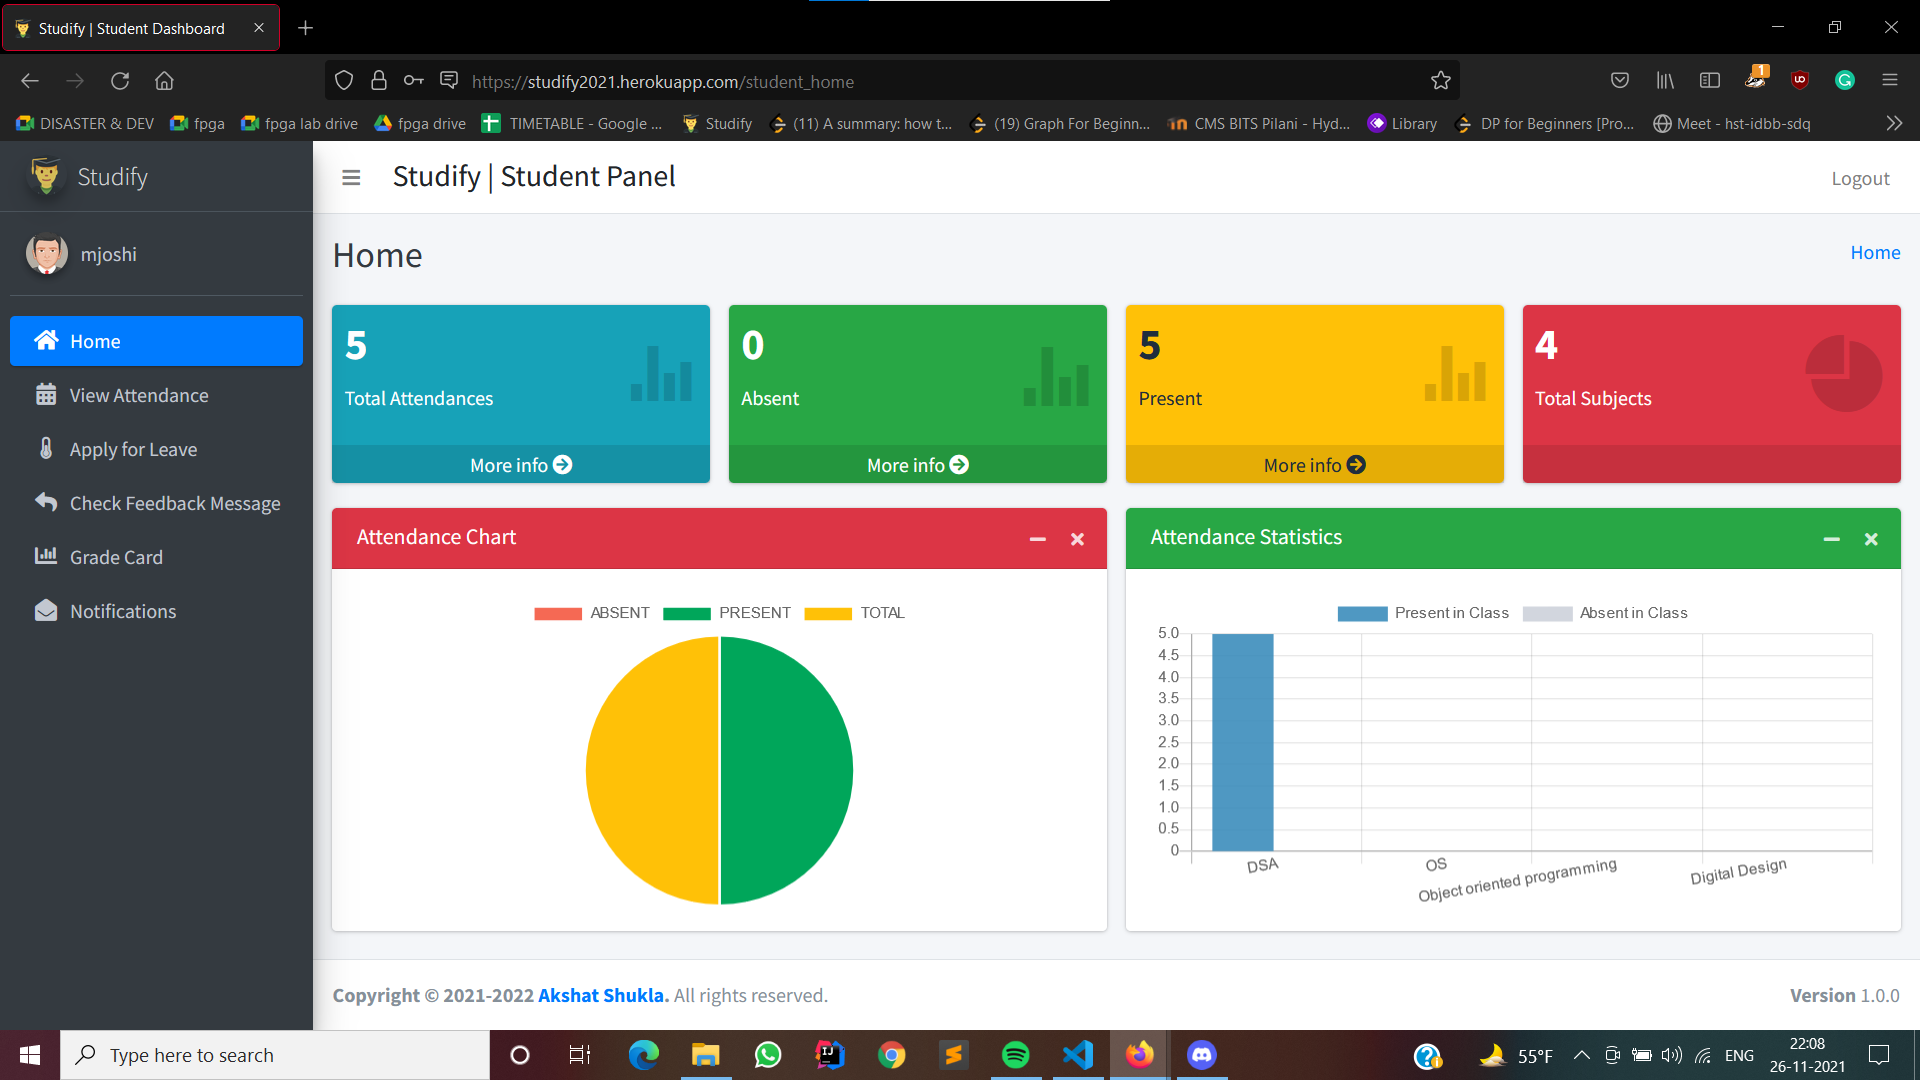 Studify | Student Dashboard
https://studify2021.herokuapp.com/student_home
1
DISASTER & DEV fpga fpga lab drive fpga drive TIMETABLE - Google ... Studify (11) A summary: how t... (19) Graph For Beginn... CMS BITS Pilani - Hyd... Library DP for Beginners [Pro... Meet - hst-idbb-sdq
Studify
Studify | Student Panel
Logout
mjoshi
Home
View Attendance
Apply for Leave
Check Feedback Message
Grade Card
Notifications
Home
Home
5
Total Attendances
More info
0
Absent
More info
5
Present
More info
4
Total Subjects
Attendance Chart
ABSENT PRESENT TOTAL
Attendance Statistics
Present in Class Absent in Class
5.0
4.5
4.0
3.5
3.0
2.5
2.0
1.5
1.0
0.5
0
DSA
OS
Object oriented programming
Digital Design
Copyright © 2021-2022 Akshat Shukla. All rights reserved.
Version 1.0.0
Type here to search
55°F
ENG
22:08
26-11-2021